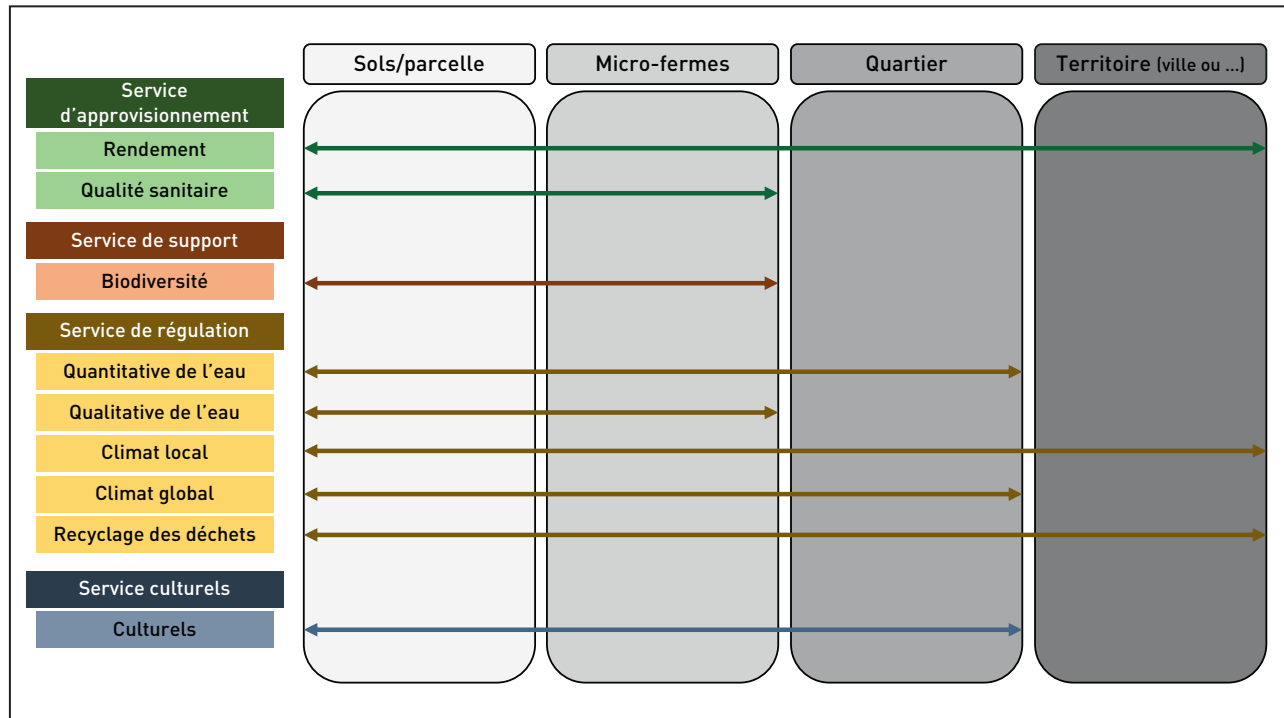 Sols/parcelle
Micro-fermes
Quartier
Territoire (ville ou ...)
Service
d'approvisionnement
Rendement
Qualité sanitaire
Service de support
Biodiversité
Service de régulation
Quantitative de l'eau
Qualitative de l'eau
Climat local
Climat global
Recyclage des déchets
Service culturels
Culturels